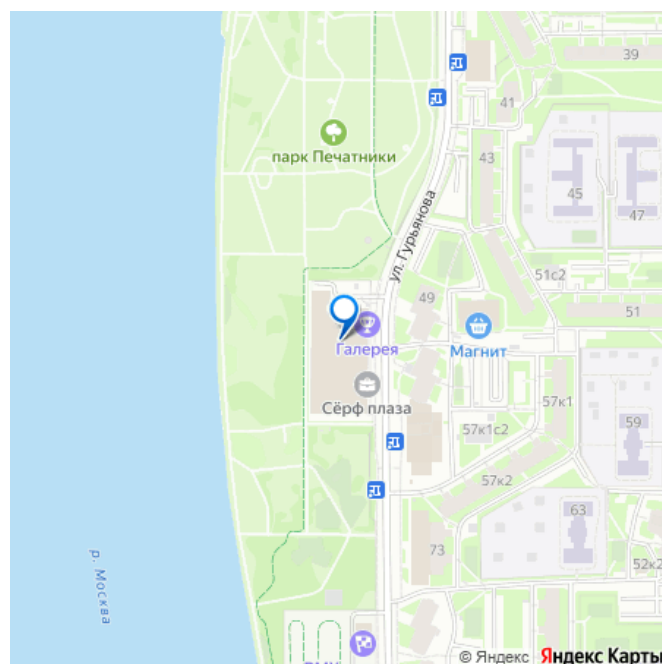 39
41
парк Печатники
43
45
47
ул. Гурьянова
51с2
49
51
Галерея
Магнит
Сёрф плаза
57к1
57к1с2
59
57к2
63
73
52к2
р. Москва
© Яндекс Яндекс Карты